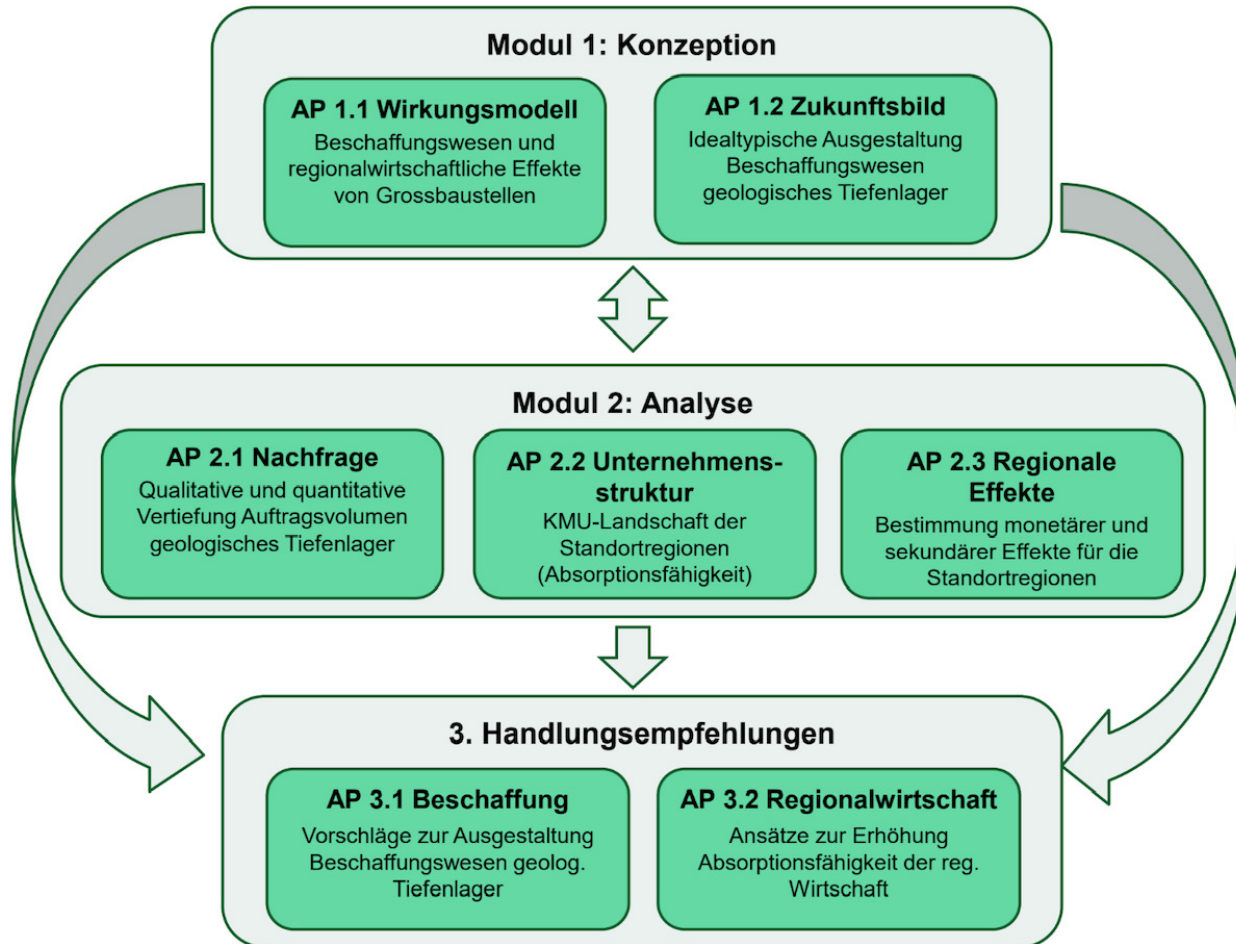 Modul 1: Konzeption
AP 1.1 Wirkungsmodell
Beschaffungswesen und
regionalwirtschaftliche Effekte
von Grossbaustellen
AP 1.2 Zukunftsbild
Idealtypische Ausgestaltung
Beschaffungswesen
geologisches Tiefenlager
Modul 2: Analyse
AP 2.1 Nachfrage
Qualitative und quantitative
Vertiefung Auftragsvolumen
geologisches Tiefenlager
AP 2.2 Unternehmens-
struktur
KMU-Landschaft der
Standortregionen
(Absorptionsfähigkeit)
AP 2.3 Regionale
Effekte
Bestimmung monetärer und
sekundärer Effekte für die
Standortregionen
3. Handlungsempfehlungen
AP 3.1 Beschaffung
Vorschläge zur Ausgestaltung
Beschaffungswesen geolog.
Tiefenlager
AP 3.2 Regionalwirtschaft
Ansätze zur Erhöhung
Absorptionsfähigkeit der reg.
Wirtschaft